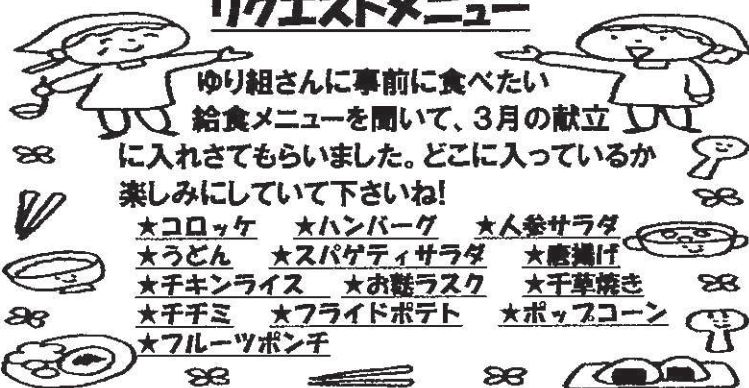 リクエストメニュー
ゆり組さんに事前に食べたい
給食メニューを聞いて、3月の献立
に入れさてもらいました。どこに入っているか
楽しみにしていて下さいね!
★コロッケ ★ハンバーグ ★人参サラダ
★うどん ★スパゲティサラダ ★唐揚げ
★チキンライス ★お麩ラスク ★千草焼き
★チヂミ ★フライドポテト ★ポップコーン
★フルーツポンチ